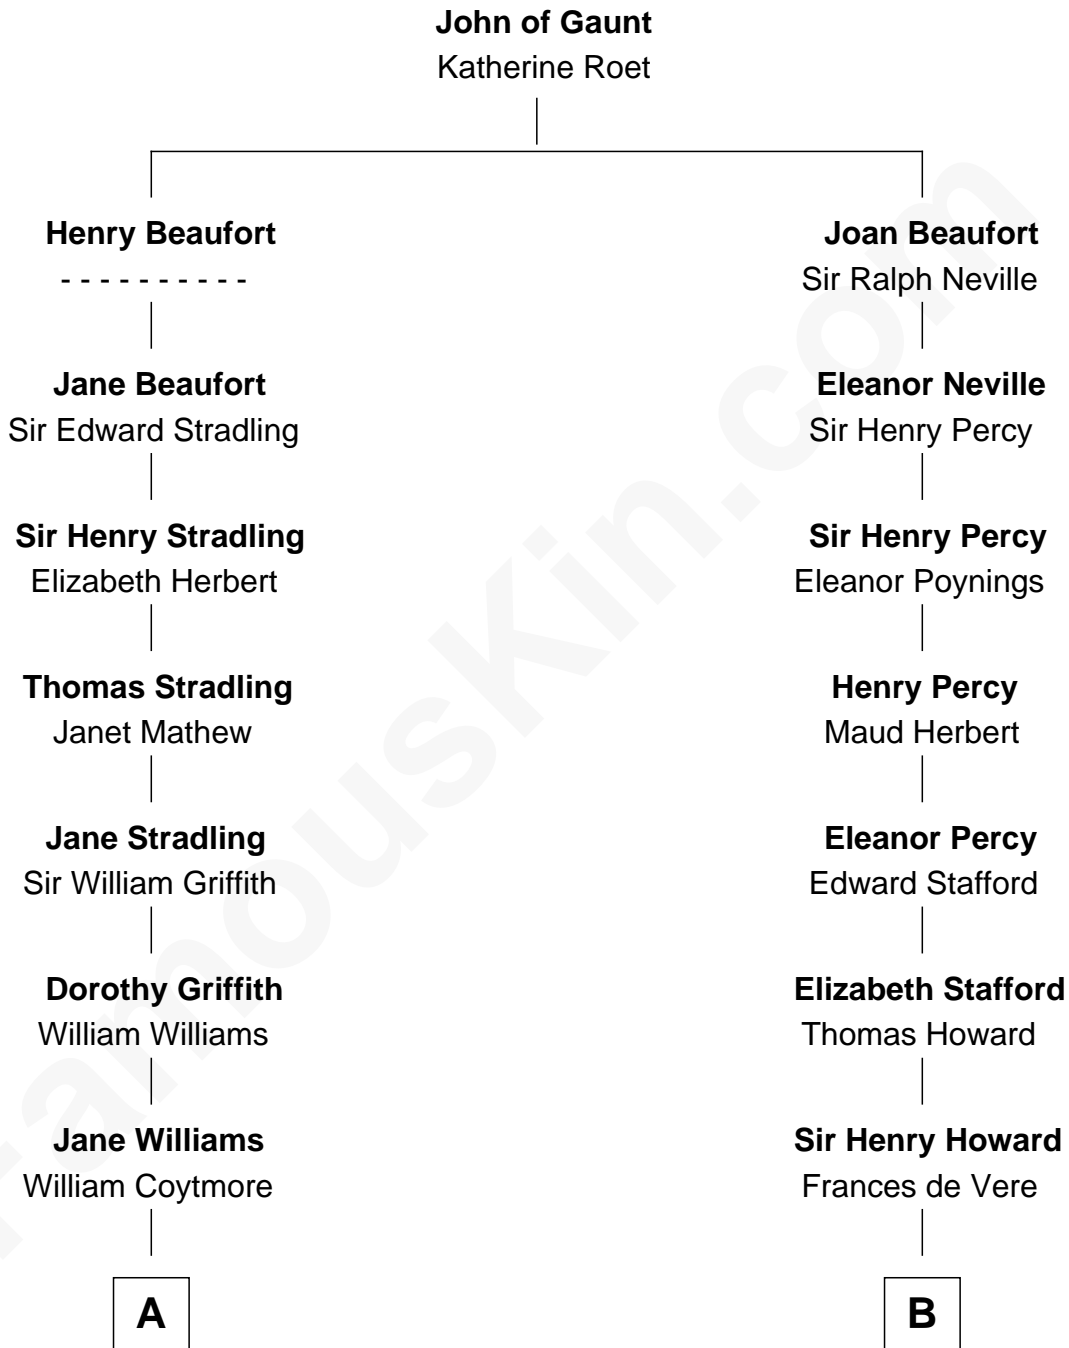 John of Gaunt
Katherine Roet
Henry Beaufort
- - - - - - - - - -
Jane Beaufort
Sir Edward Stradling
Sir Henry Stradling
Elizabeth Herbert
Thomas Stradling
Janet Mathew
Jane Stradling
Sir William Griffith
Dorothy Griffith
William Williams
Jane Williams
William Coytmore
A
Joan Beaufort
Sir Ralph Neville
Eleanor Neville
Sir Henry Percy
Sir Henry Percy
Eleanor Poynings
Henry Percy
Maud Herbert
Eleanor Percy
Edward Stafford
Elizabeth Stafford
Thomas Howard
Sir Henry Howard
Frances de Vere
B
FamousKin.com